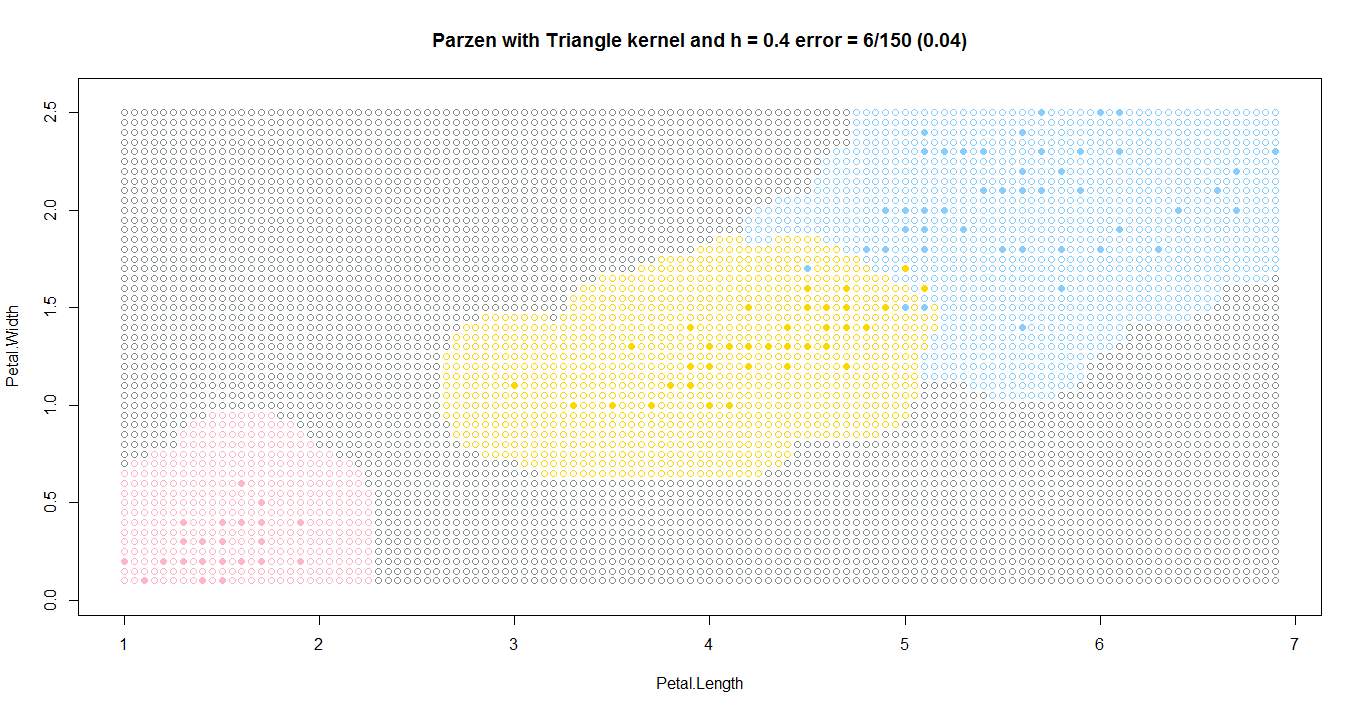 Parzen with Triangle kernel and h = 0.4 error = 6/150 (0.04)
2.5
2.0
1.5
1.0
0.5
0.0
Petal.Width
1 2 3 4 5 6 7
Petal.Length